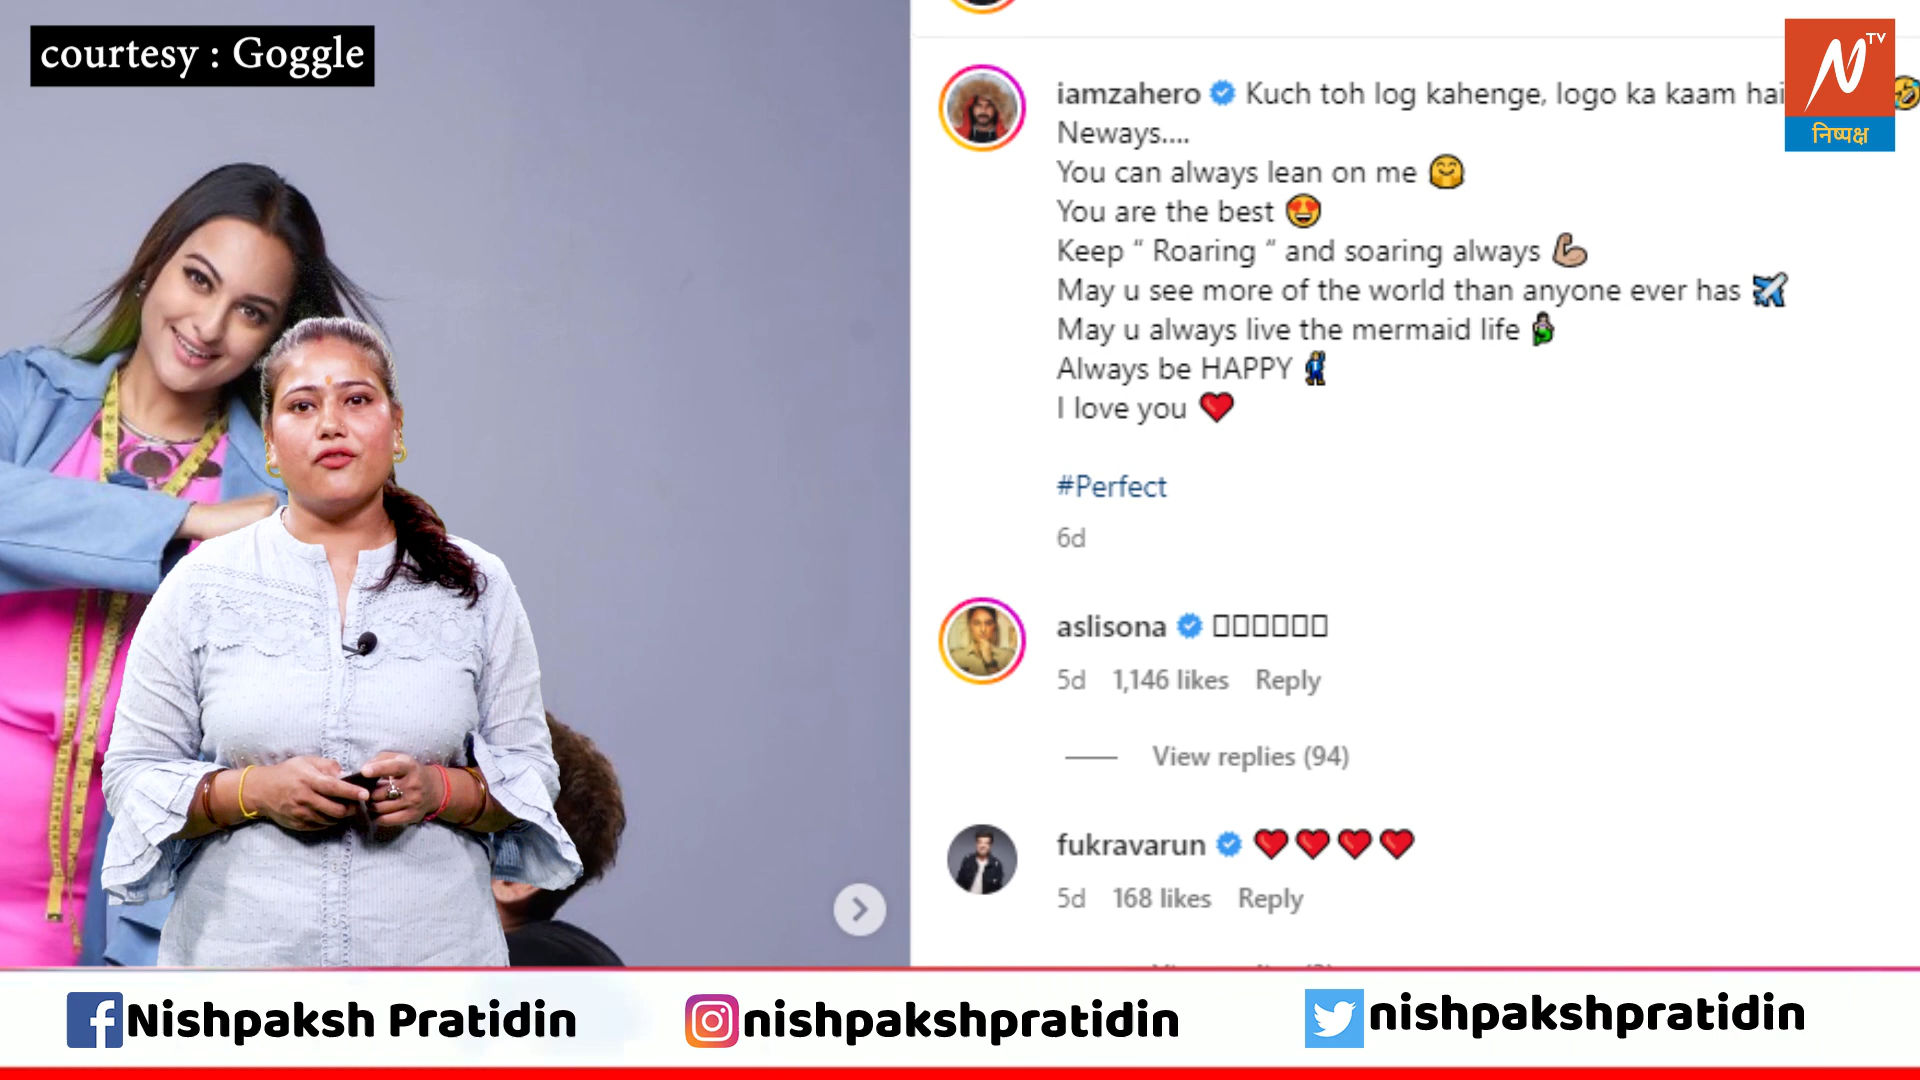 courtesy : Goggle
iamzahero Kuch toh log kahenge, logo ka kaam hai
Neways....
You can always lean on me 🤗
You are the best 😍
Keep “ Roaring “ and soaring always 💪🏼
May u see more of the world than anyone ever has ✈️
May u always live the mermaid life 🧜🏻‍♀️
Always be HAPPY
I love you ❤️
#Perfect
6d
aslisona
5d 1,146 likes Reply
View replies (94)
fukravarun ❤️❤️❤️❤️
5d 168 likes Reply
N TV
निष्पक्ष
Nishpaksh Pratidin
nishpakshpratidin
nishpakshpratidin